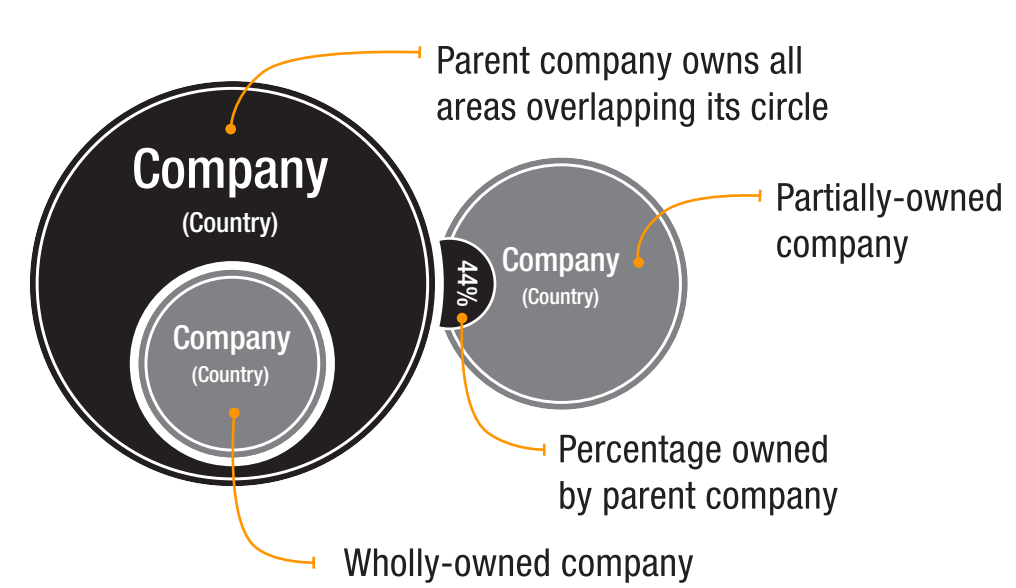 Parent company owns all
areas overlapping its circle
Company
(Country)
Partially-owned
company
44%
Company
(Country)
Company
(Country)
Percentage owned
by parent company
Wholly-owned company